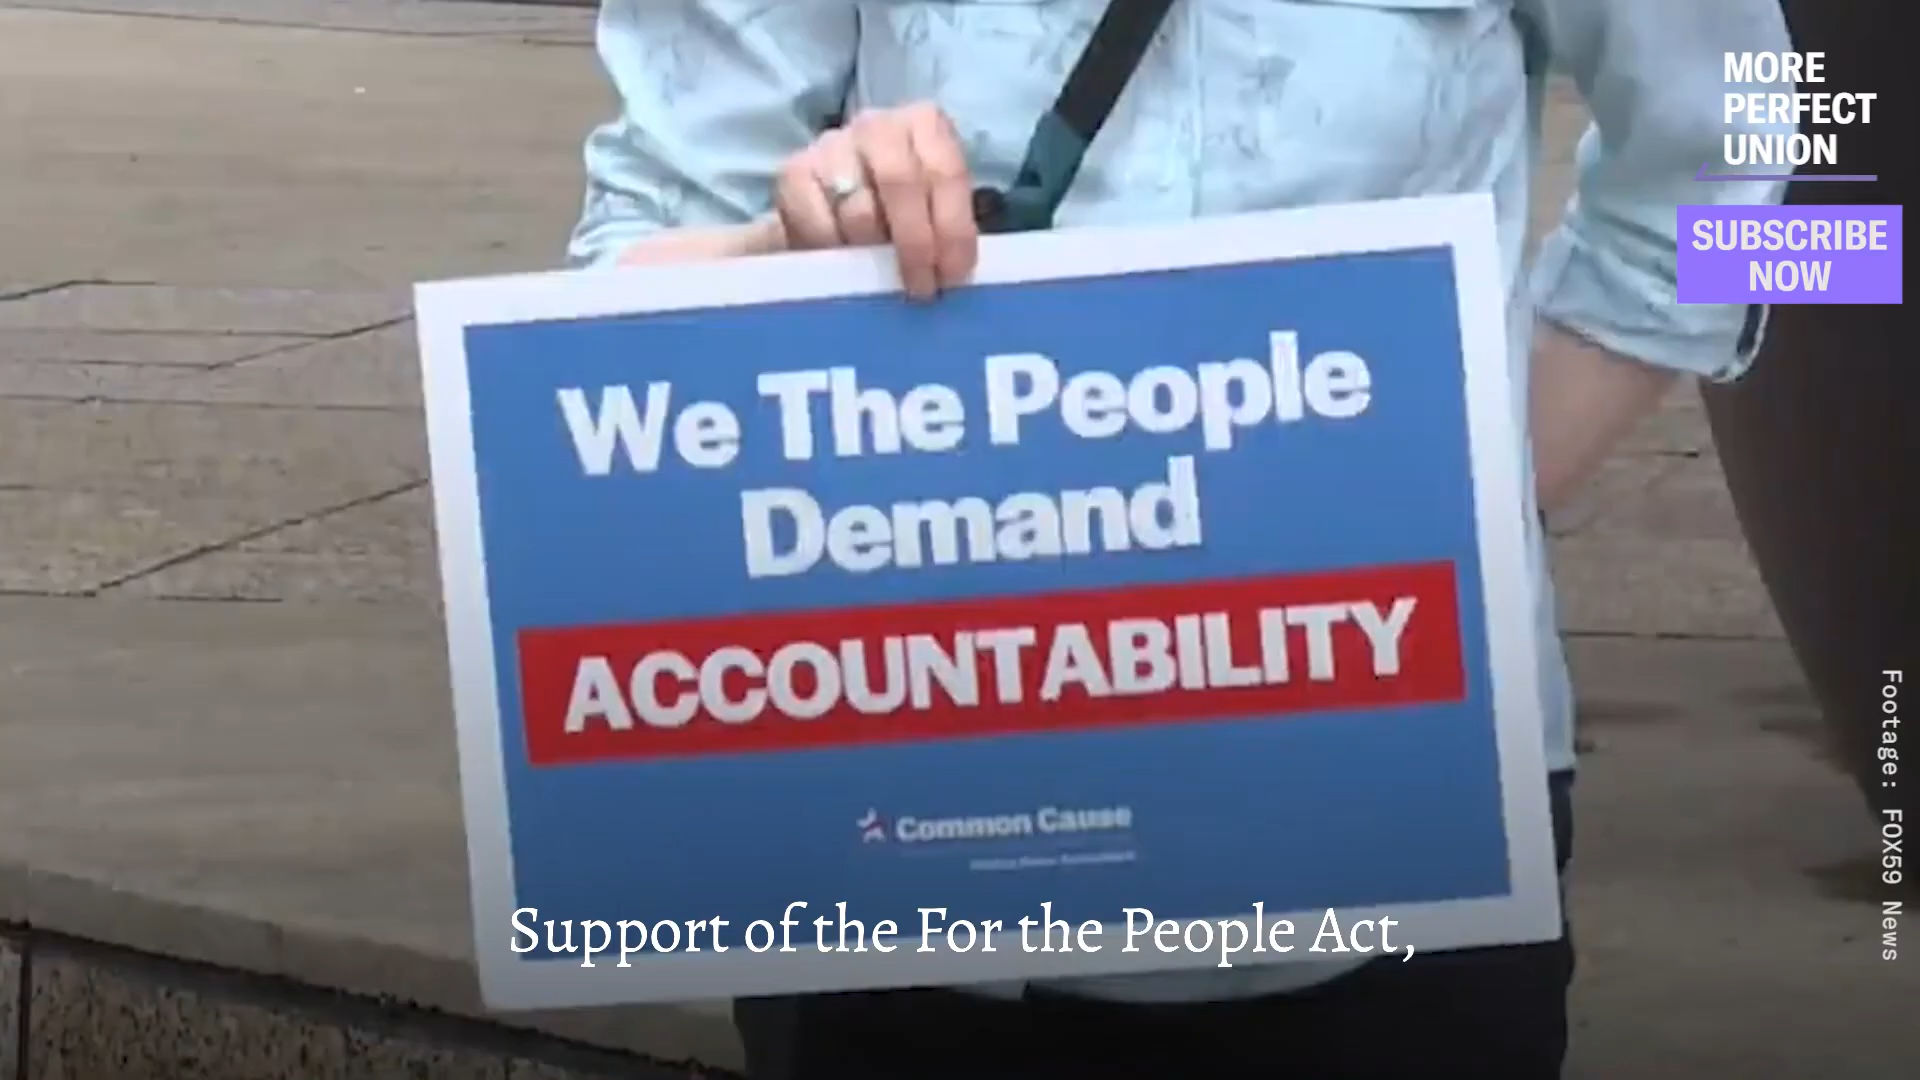 MORE
PERFECT
UNION
SUBSCRIBE
NOW
We The People
Demand
ACCOUNTABILITY
Common Cause
Support of the For the People Act,
Footage: FOX59 News